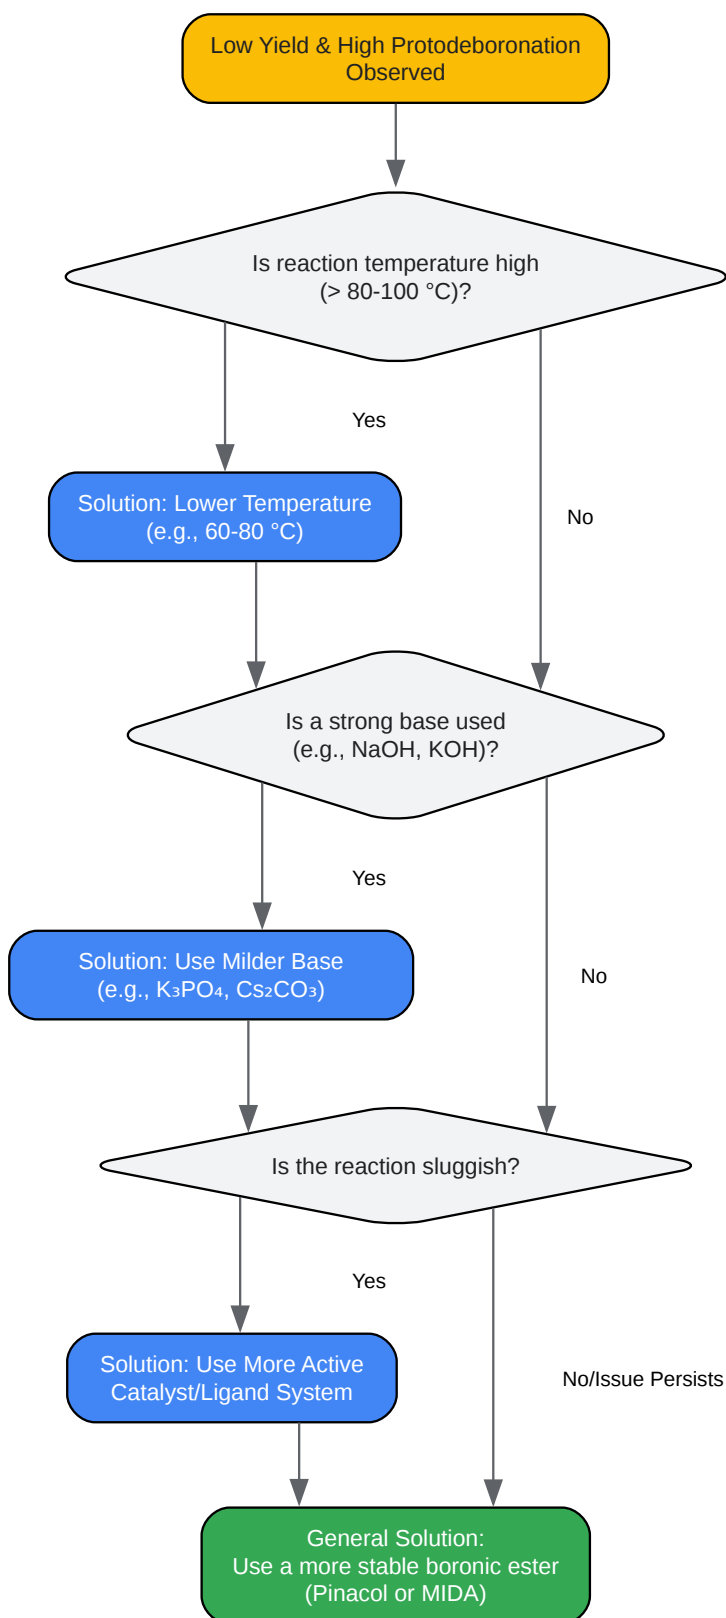 Low Yield & High Protodeboronation
Observed
Is reaction temperature high
(> 80-100 °C)?
Yes
Solution: Lower Temperature
(e.g., 60-80 °C)
No
Is a strong base used
(e.g., NaOH, KOH)?
Yes
Solution: Use Milder Base
(e.g., K₃PO₄, Cs₂CO₃)
No
Is the reaction sluggish?
Yes
Solution: Use More Active
Catalyst/Ligand System
No/Issue Persists
General Solution:
Use a more stable boronic ester
(Pinacol or MIDA)